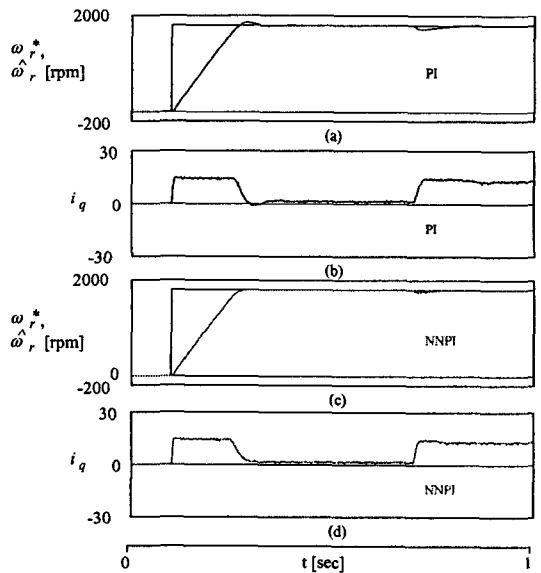 2000
ω r*,
ω̂ r [rpm]
PI
-200
(a)
30
i q
0
PI
-30
(b)
2000
ω r*,
ω̂ r [rpm]
NNPI
0
-200
(c)
30
i q
0
NNPI
-30
(d)
0 t [sec] 1